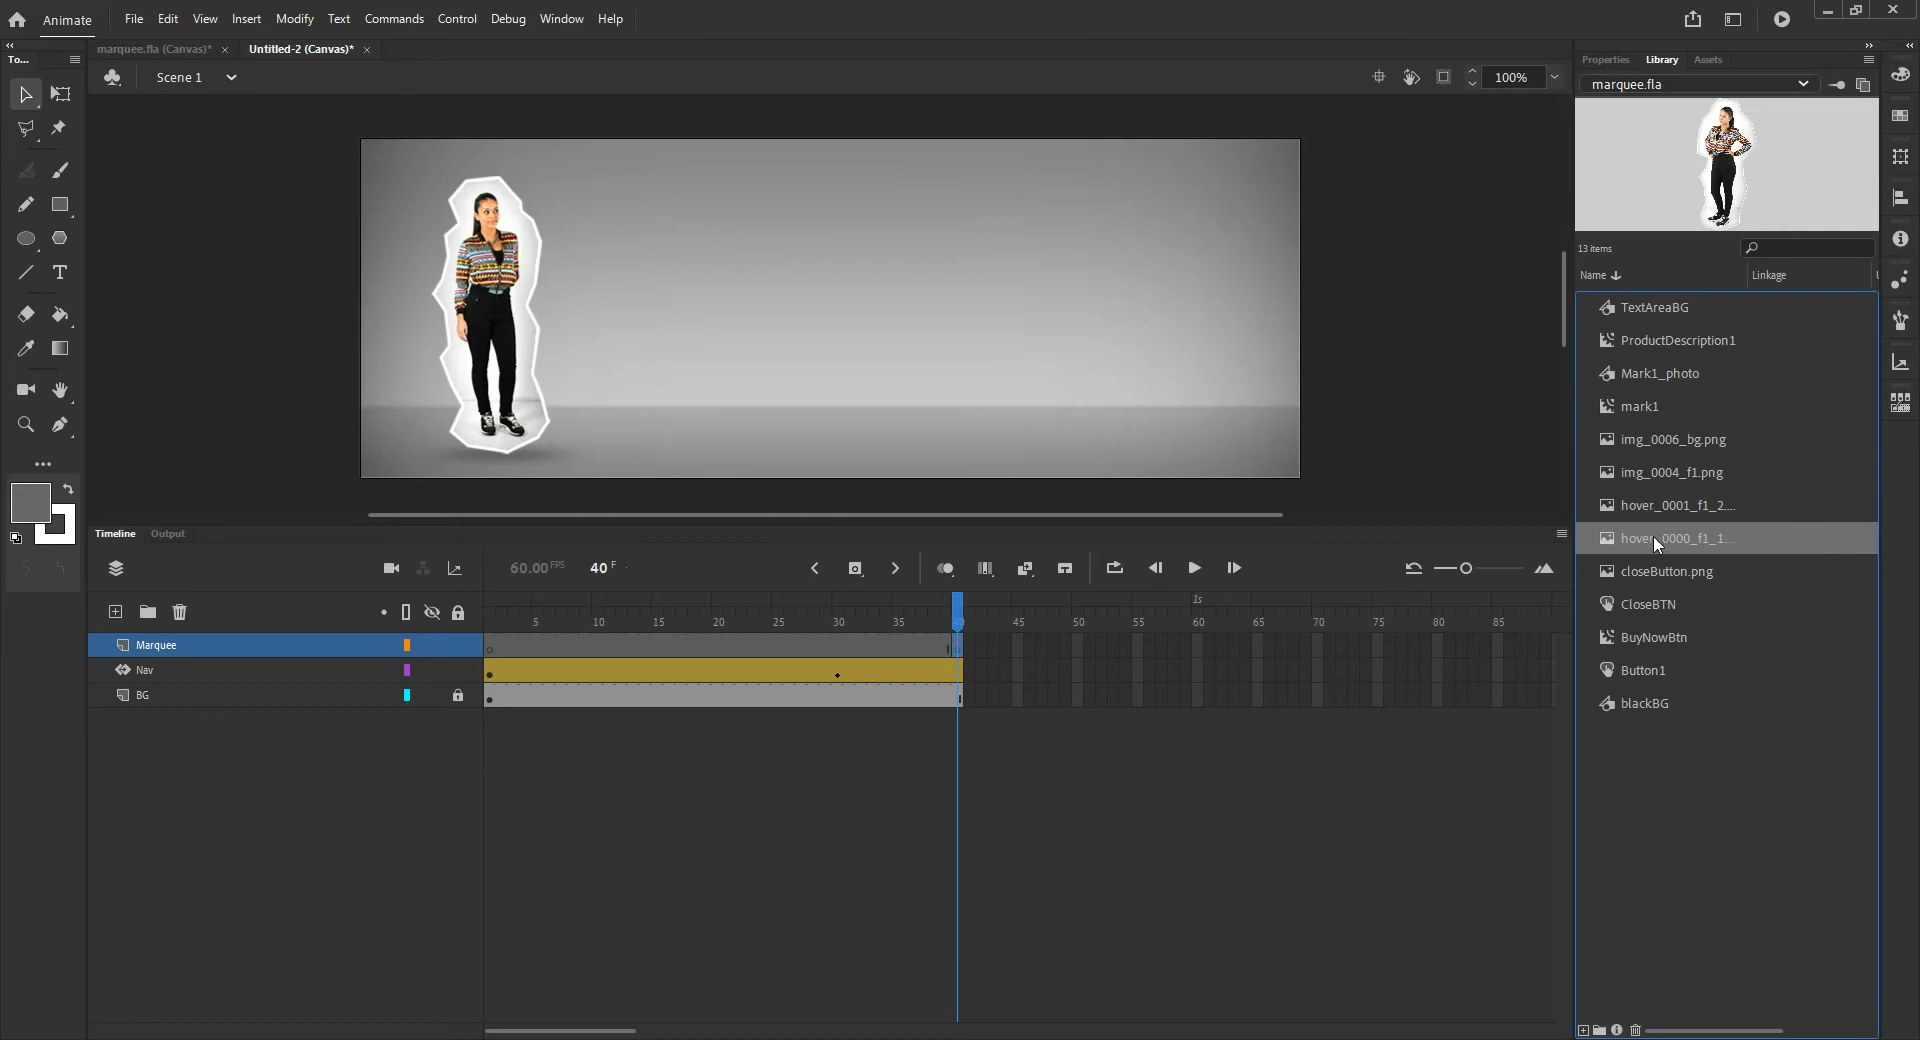 Animate File Edit View Insert Modify Text Commands Control Debug Window Help
marquee.fla (Canvas)* × Untitled-2 (Canvas)* ×
To...
Scene 1
100%
Properties Library Assets
marquee.fla
13 items
Name Linkage
TextAreaBG
ProductDescription1
Mark1_photo
mark1
img_0006_bg.png
img_0004_f1.png
hover_0001_f1_2....
hover_0000_f1_1....
closeButton.png
CloseBTN
BuyNowBtn
Button1
blackBG
Timeline Output
60.00 FPS 40 F
1s
5 10 15 20 25 30 35 40 45 50 55 60 65 70 75 80 85
Marquee
Nav
BG